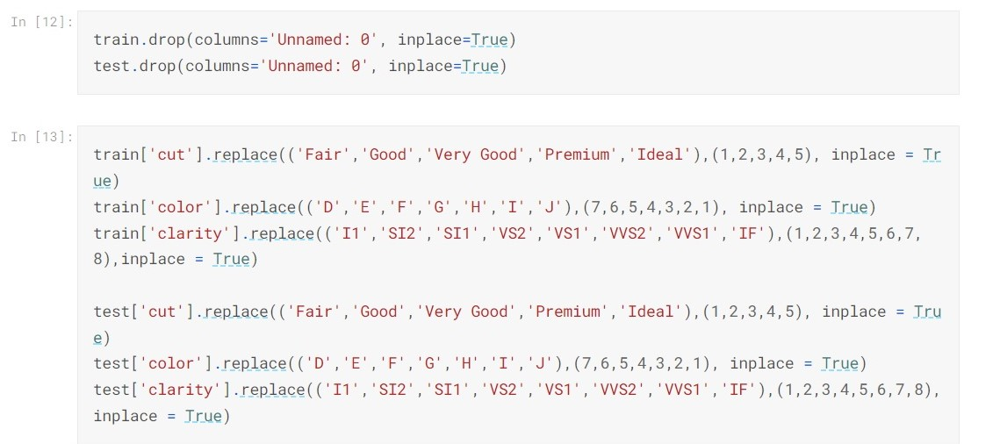 In [12]:
train.drop(columns='Unnamed: 0', inplace=True)
test.drop(columns='Unnamed: 0', inplace=True)
In [13]:
train['cut'].replace(('Fair','Good','Very Good','Premium','Ideal'),(1,2,3,4,5), inplace = Tr
ue)
train['color'].replace(('D','E','F','G','H','I','J'),(7,6,5,4,3,2,1), inplace = True)
train['clarity'].replace(('I1','SI2','SI1','VS2','VS1','VVS2','VVS1','IF'),(1,2,3,4,5,6,7,
8),inplace = True)
test['cut'].replace(('Fair','Good','Very Good','Premium','Ideal'),(1,2,3,4,5), inplace = Tru
e)
test['color'].replace(('D','E','F','G','H','I','J'),(7,6,5,4,3,2,1), inplace = True)
test['clarity'].replace(('I1','SI2','SI1','VS2','VS1','VVS2','VVS1','IF'),(1,2,3,4,5,6,7,8),
inplace = True)